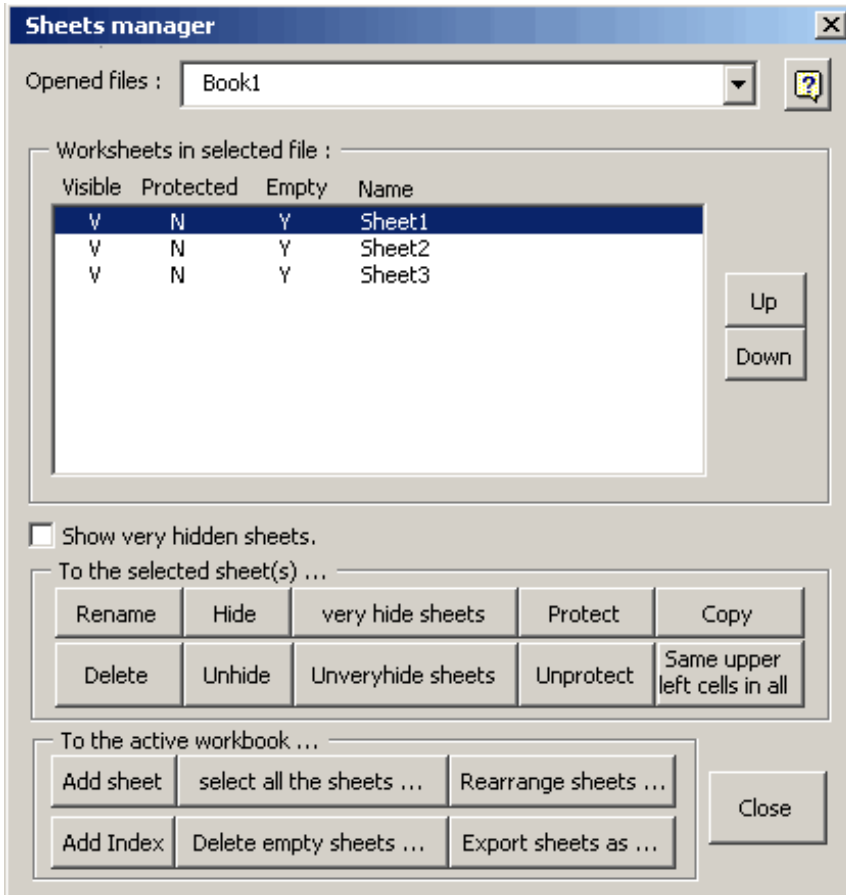 Sheets manager
Opened files : Book1
Worksheets in selected file :
Visible Protected Empty Name
V N Y Sheet1
V N Y Sheet2
V N Y Sheet3
Up
Down
Show very hidden sheets.
To the selected sheet(s) ...
Rename Hide very hide sheets Protect Copy
Delete Unhide Unveryhide sheets Unprotect Same upper
left cells in all
To the active workbook ...
Add sheet select all the sheets ... Rearrange sheets ...
Close
Add Index Delete empty sheets ... Export sheets as ...